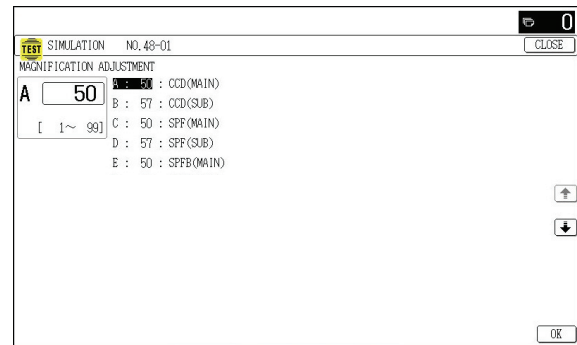 0
TEST SIMULATION NO.48-01 CLOSE
MAGNIFICATION ADJUSTMENT
A 50
[ 1~ 99]
A : 50 : CCD(MAIN)
B : 57 : CCD(SUB)
C : 50 : SPF(MAIN)
D : 57 : SPF(SUB)
E : 50 : SPFB(MAIN)
OK